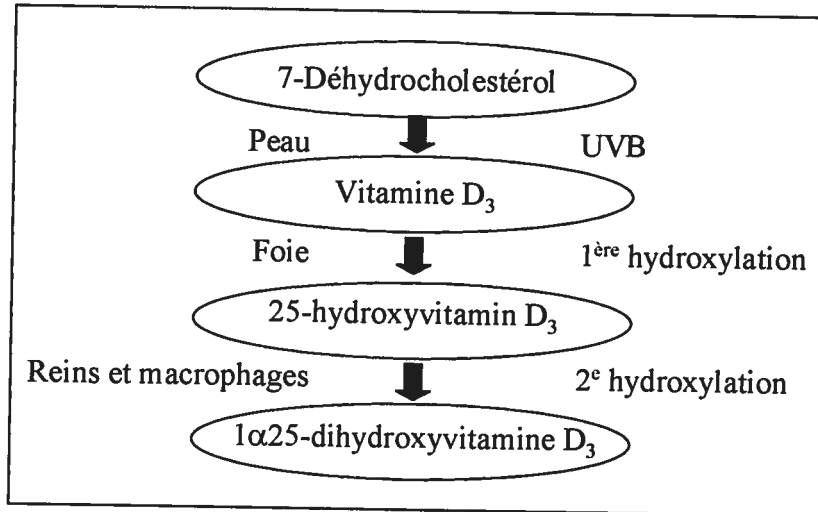 7-Déhydrocholestérol
Peau UVB
Vitamine D₃
Foie 1ère hydroxylation
25-hydroxyvitamin D₃
Reins et macrophages 2e hydroxylation
1α25-dihydroxyvitamine D₃